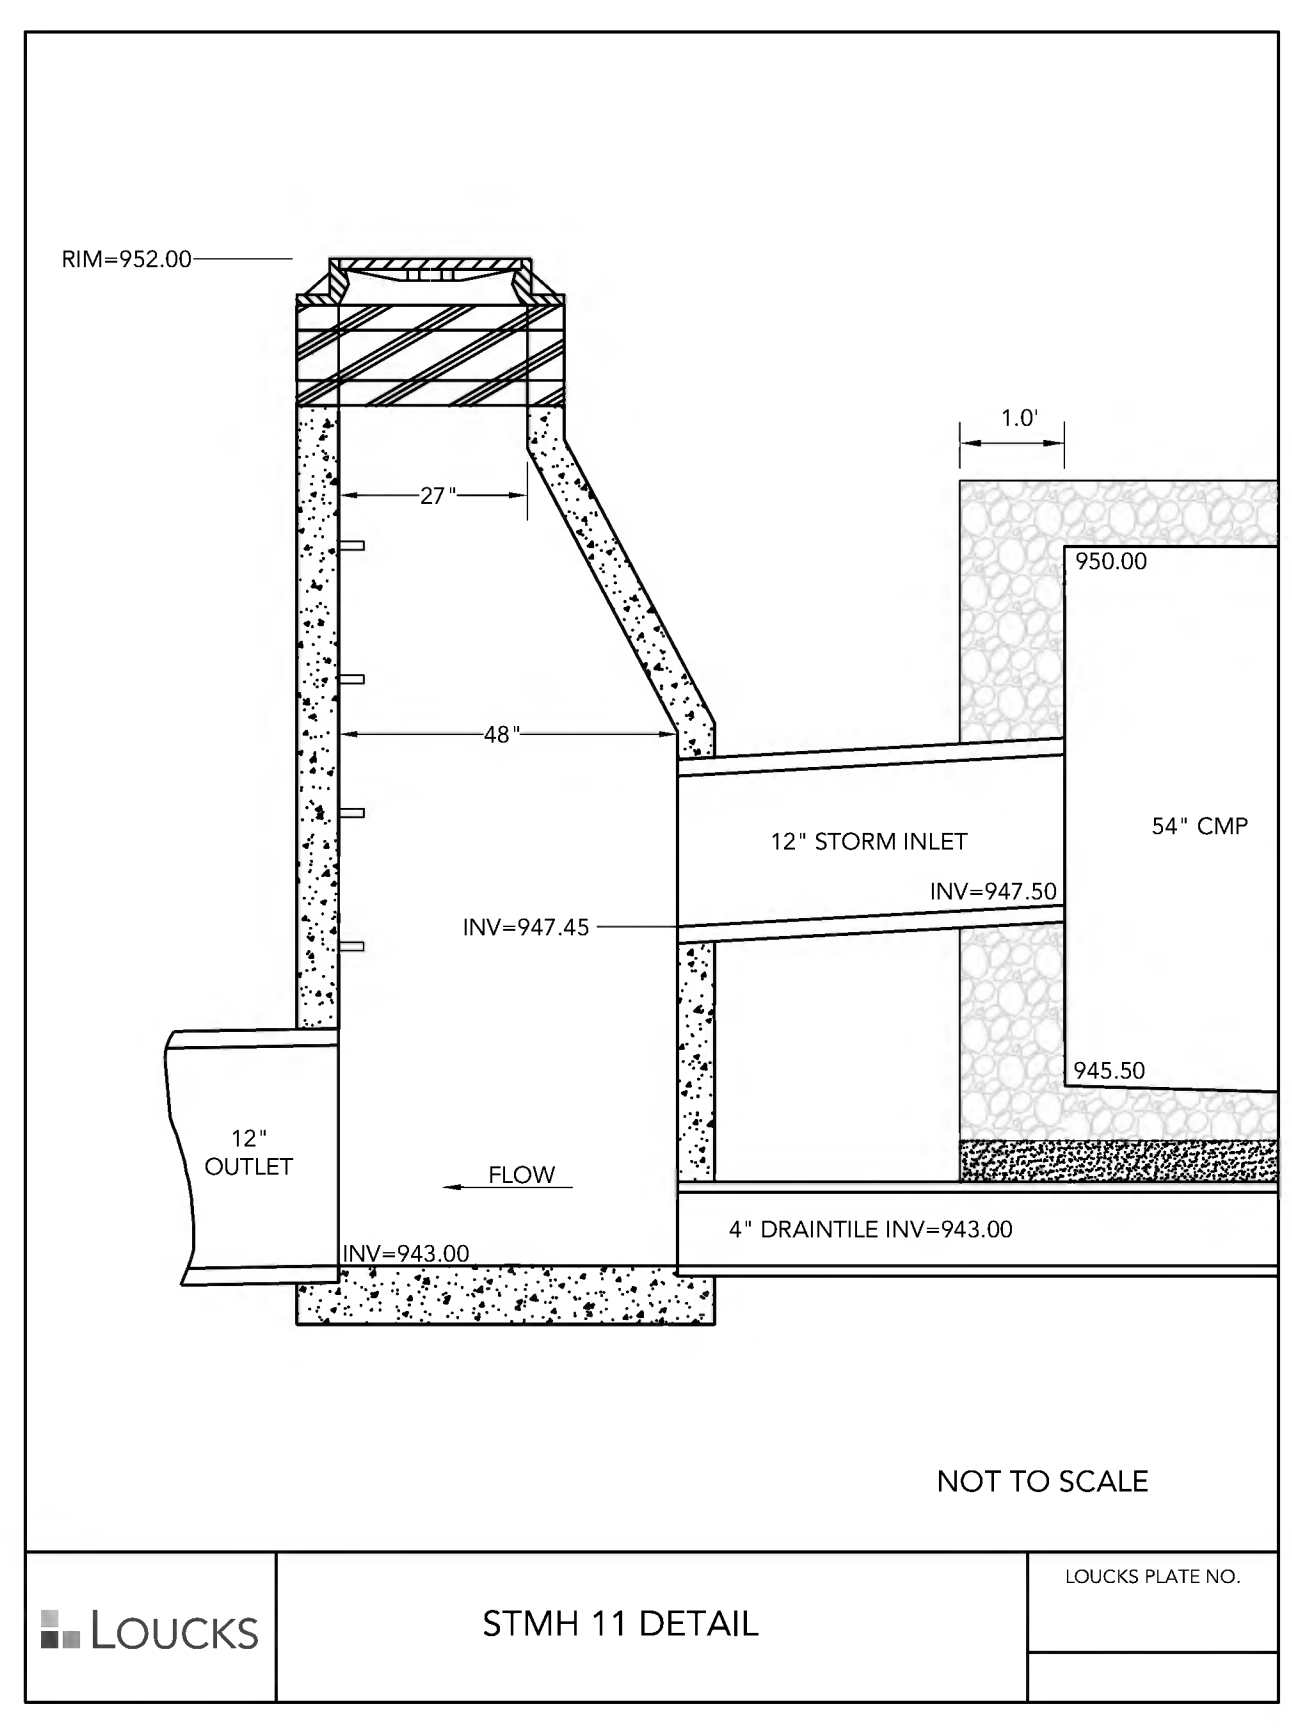 RIM=952.00
1.0'
27"
950.00
48"
54" CMP
12" STORM INLET
INV=947.50
INV=947.45
945.50
12"
OUTLET
FLOW
4" DRAINTILE INV=943.00
INV=943.00
NOT TO SCALE
LOUCKS PLATE NO.
LOUCKS
STMH 11 DETAIL